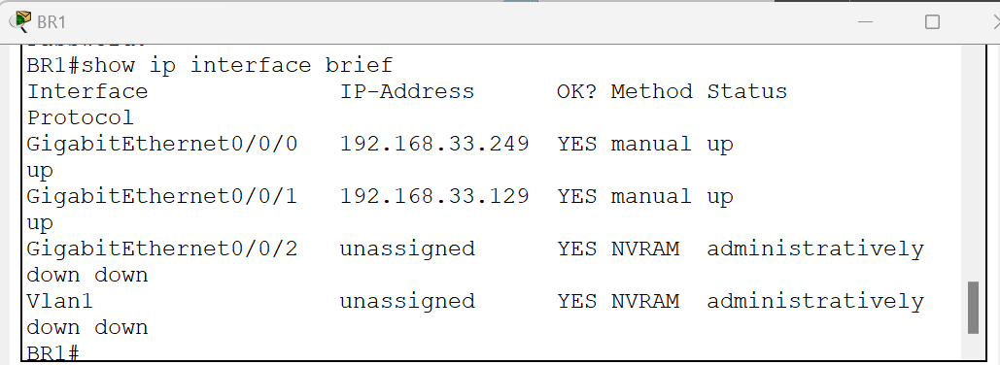 BR1
BR1#show ip interface brief
Interface IP-Address OK? Method Status
Protocol
GigabitEthernet0/0/0 192.168.33.249 YES manual up
up
GigabitEthernet0/0/1 192.168.33.129 YES manual up
up
GigabitEthernet0/0/2 unassigned YES NVRAM administratively
down down
Vlan1 unassigned YES NVRAM administratively
down down
BR1#